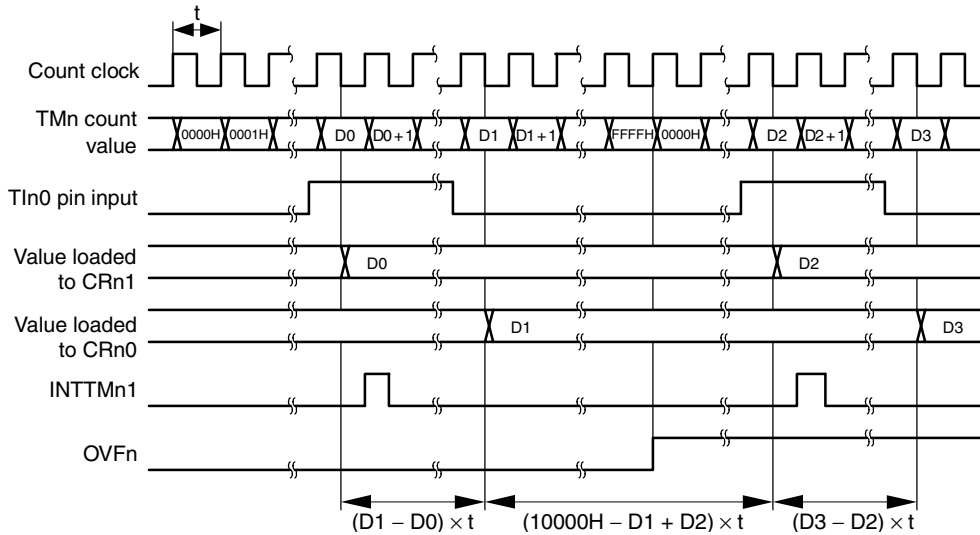 t
Count clock
TMn count
value
0000H 0001H D0 D0+1 D1 D1+1 FFFFH 0000H D2 D2+1 D3
TIn0 pin input
Value loaded
to CRn1
D0 D2
Value loaded
to CRn0
D1 D3
INTTMn1
OVFn
(D1 − D0) × t (10000H − D1 + D2) × t (D3 − D2) × t